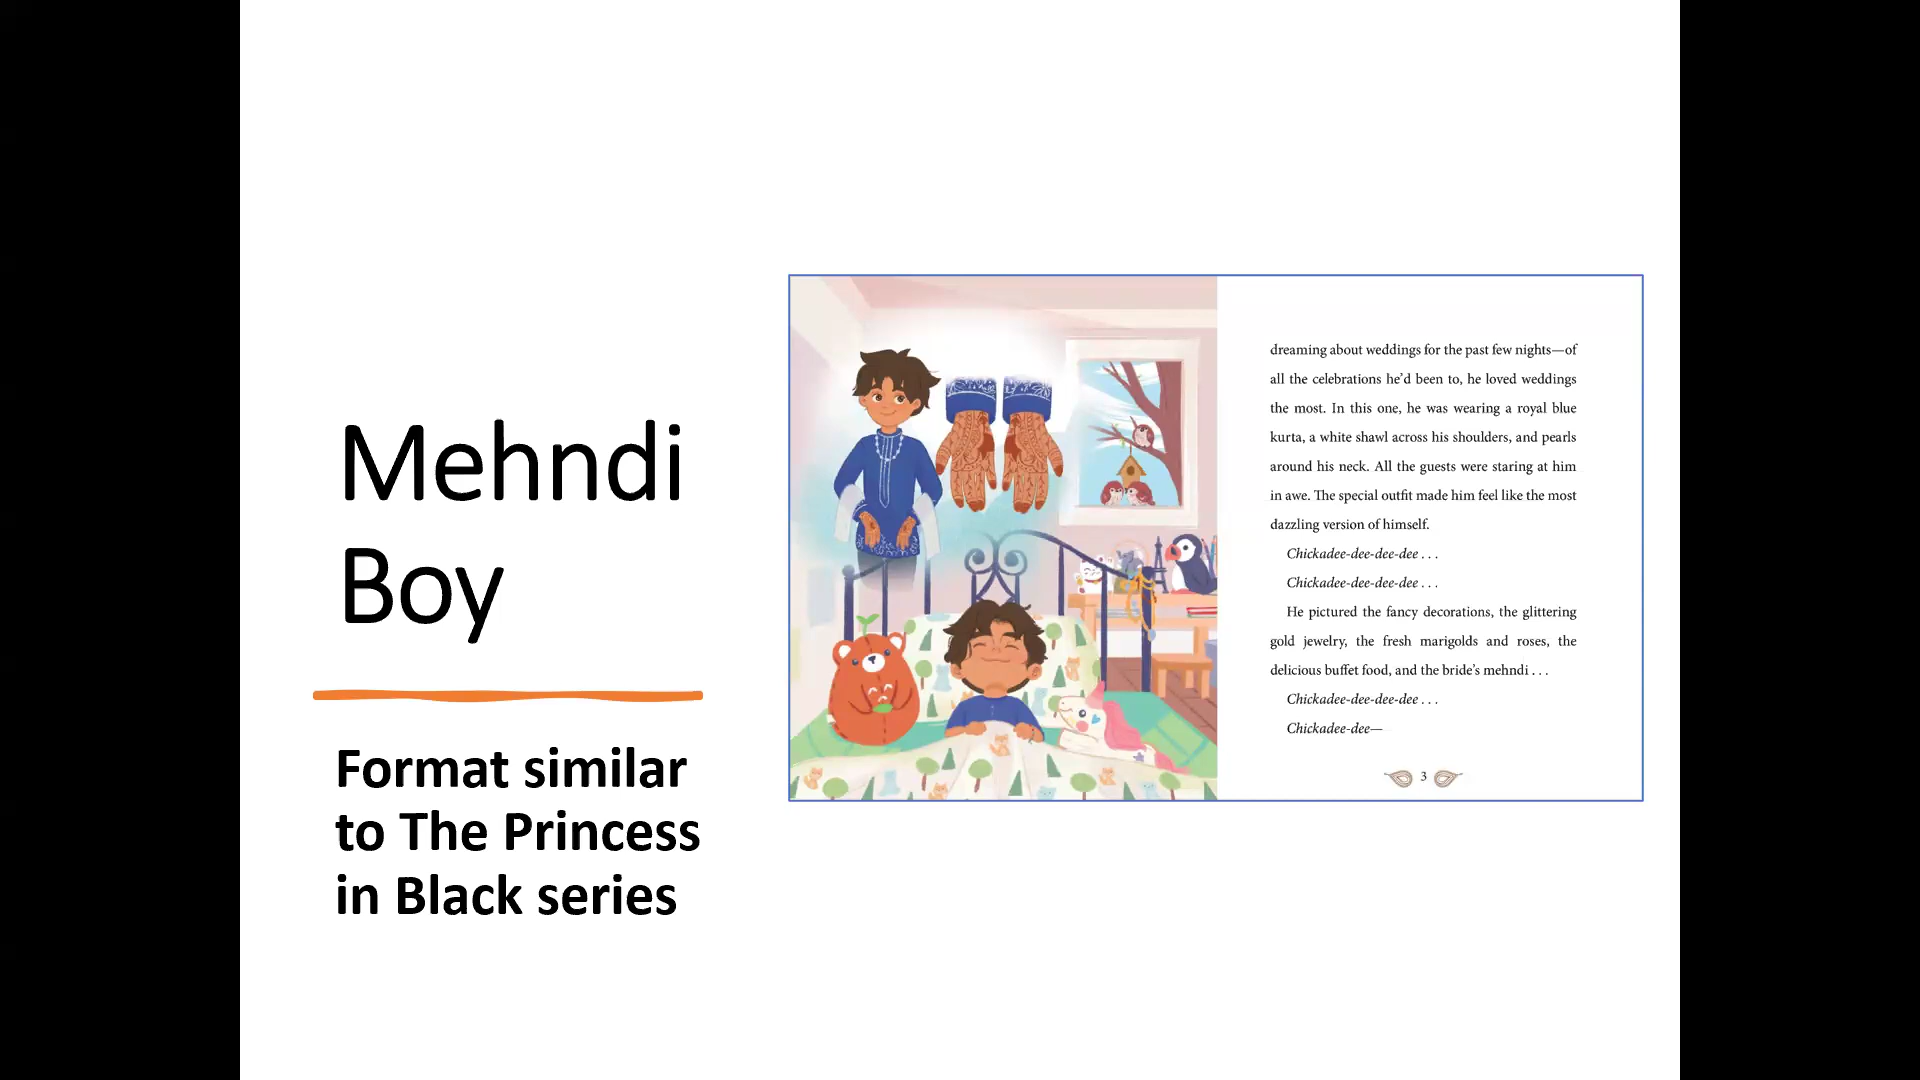 Mehndi
Boy
Format similar
to The Princess
in Black series
dreaming about weddings for the past few nights—of
all the celebrations he’d been to, he loved weddings
the most. In this one, he was wearing a royal blue
kurta, a white shawl across his shoulders, and pearls
around his neck. All the guests were staring at him
in awe. The special outfit made him feel like the most
dazzling version of himself.
Chickadee-dee-dee-dee . . .
Chickadee-dee-dee-dee . . .
He pictured the fancy decorations, the glittering
gold jewelry, the fresh marigolds and roses, the
delicious buffet food, and the bride’s mehndi . . .
Chickadee-dee-dee-dee . . .
Chickadee-dee—
3